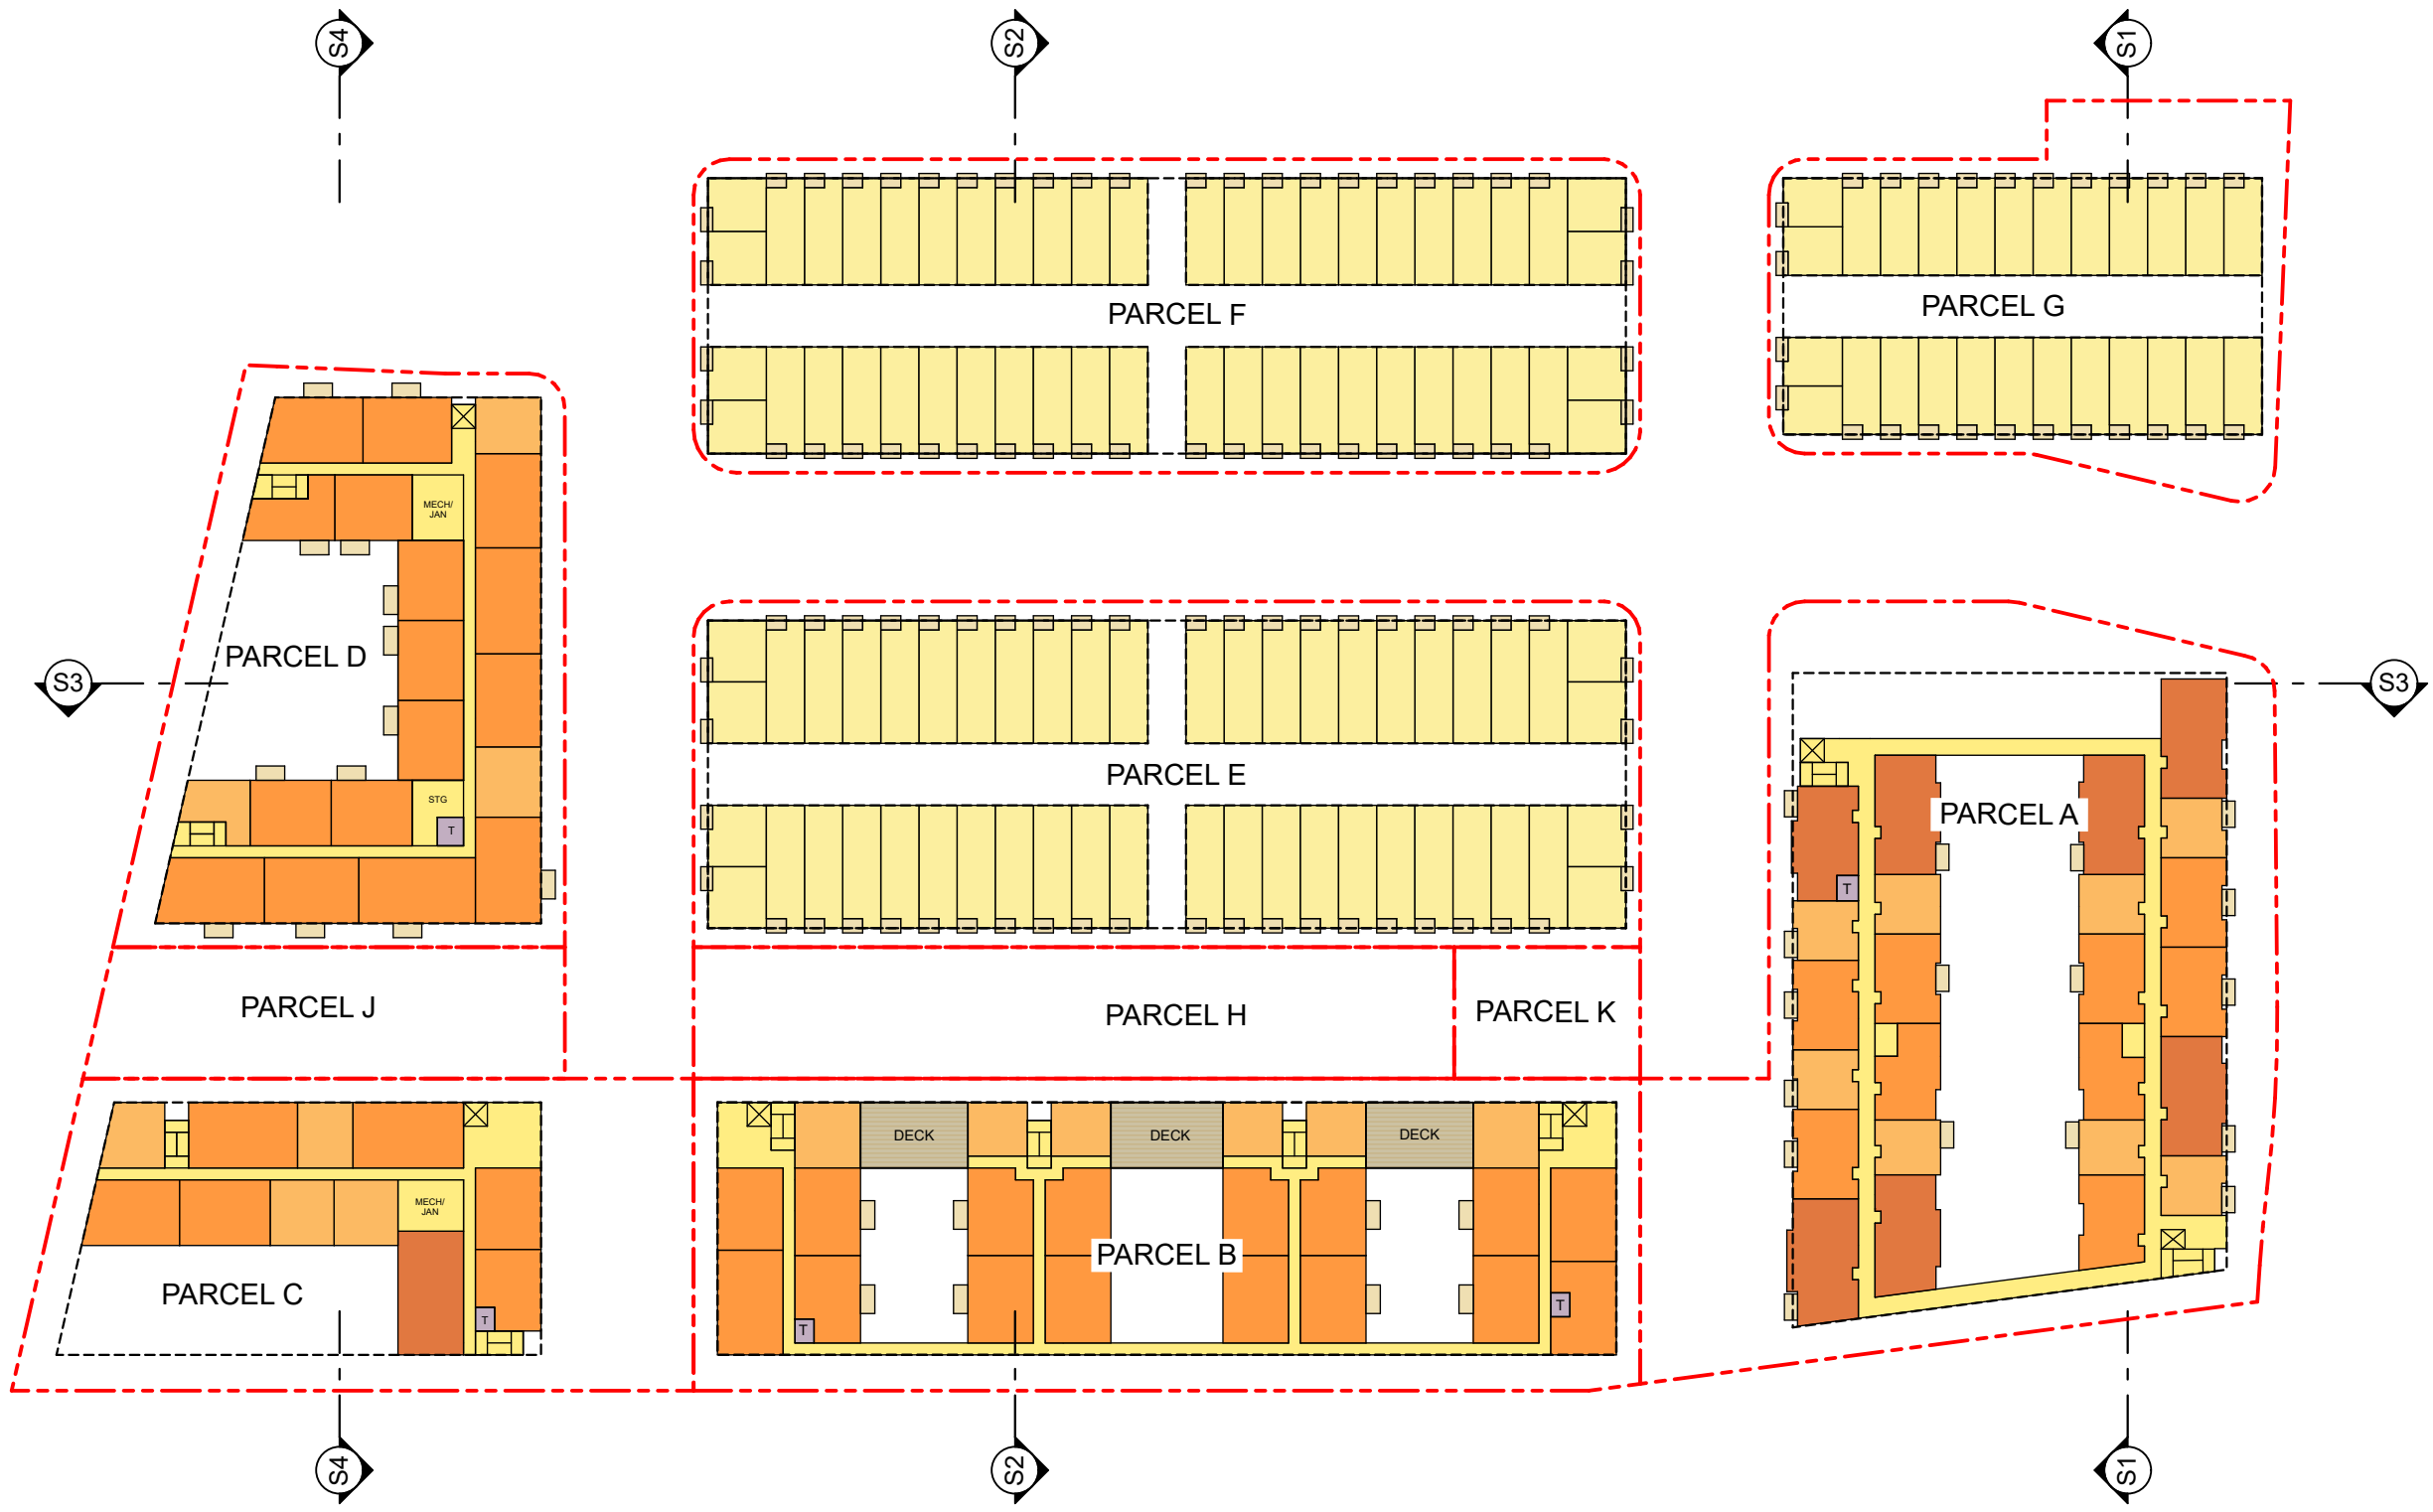 S4
S2
S1
PARCEL F
PARCEL G
MECH/
JAN
PARCEL D
S3
S3
PARCEL E
STG
T
PARCEL A
T
PARCEL J
PARCEL H
PARCEL K
DECK
DECK
DECK
MECH/
JAN
PARCEL B
PARCEL C
T
T
T
S4
S2
S1